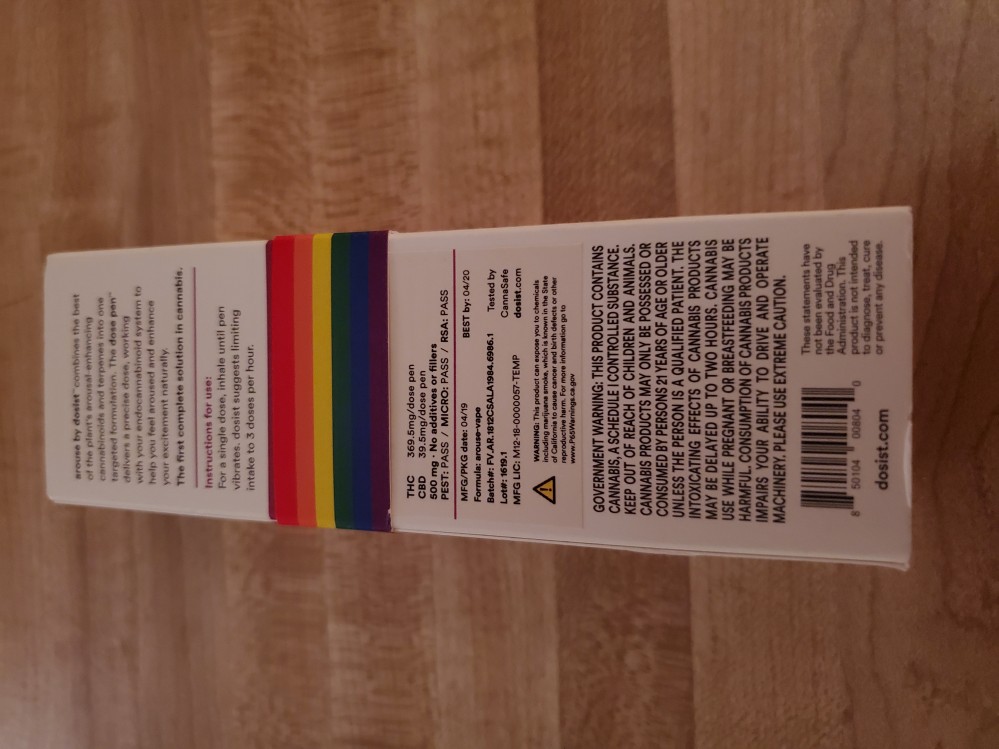 arouse by dosist™ combines the best
of the plant's arousal-enhancing
cannabinoids and terpenes into one
targeted formulation. The dose pen™
delivers a precise dose, working
with your endocannabinoid system to
help you feel aroused and enhance
your excitement naturally.
The first complete solution in cannabis.
Instructions for use:
For a single dose, inhale until pen
vibrates. dosist suggests limiting
intake to 3 doses per hour.
THC 369.5mg/dose pen
CBD 39.5mg/dose pen
500 mg · No additives or fillers
PEST: PASS / MICRO: PASS / RSA: PASS
MFG/PKG date: 04/19 BEST by: 04/20
Formula: arouse-vape
Batch#: FV.AR.1812CSALA1984.6986.1
Lot#: 1619.1 Tested by
MFG LIC: M12-18-0000057-TEMP CannaSafe
dosist.com
WARNING: This product can expose you to chemicals
including marijuana smoke, which is known in the State
of California to cause cancer and birth defects or other
reproductive harm. For more information go to
www.P65Warnings.ca.gov
GOVERNMENT WARNING: THIS PRODUCT CONTAINS
CANNABIS, A SCHEDULE I CONTROLLED SUBSTANCE.
KEEP OUT OF REACH OF CHILDREN AND ANIMALS.
CANNABIS PRODUCTS MAY ONLY BE POSSESSED OR
CONSUMED BY PERSONS 21 YEARS OF AGE OR OLDER
UNLESS THE PERSON IS A QUALIFIED PATIENT. THE
INTOXICATING EFFECTS OF CANNABIS PRODUCTS
MAY BE DELAYED UP TO TWO HOURS. CANNABIS
USE WHILE PREGNANT OR BREASTFEEDING MAY BE
HARMFUL. CONSUMPTION OF CANNABIS PRODUCTS
IMPAIRS YOUR ABILITY TO DRIVE AND OPERATE
MACHINERY. PLEASE USE EXTREME CAUTION.
8 50104 00804 0
dosist.com
These statements have
not been evaluated by
the Food and Drug
Administration. This
product is not intended
to diagnose, treat, cure
or prevent any disease.